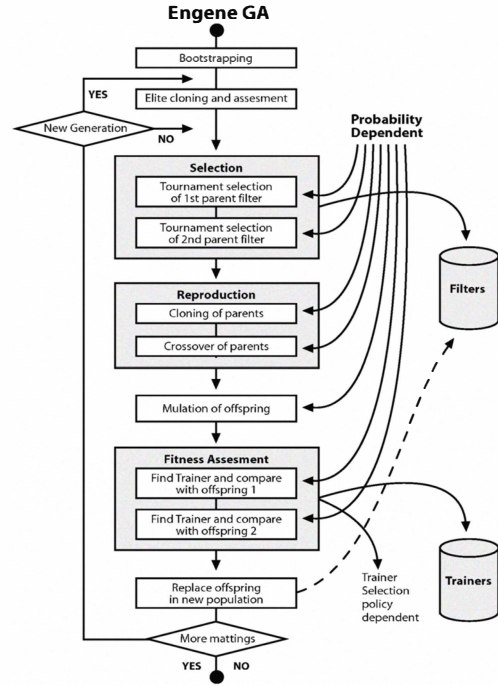 Engene GA
Bootstrapping
YES
Elite cloning and assesment
New Generation
NO
Probability
Dependent
Selection
Tournament selection
of 1st parent filter
Tournament selection
of 2nd parent filter
Filters
Reproduction
Cloning of parents
Crossover of parents
Mulation of offspring
Fitness Assesment
Find Trainer and compare
with offspring 1
Find Trainer and compare
with offspring 2
Trainers
Trainer
Selection
policy
dependent
Replace offspring
in new population
More mattings
YES
NO